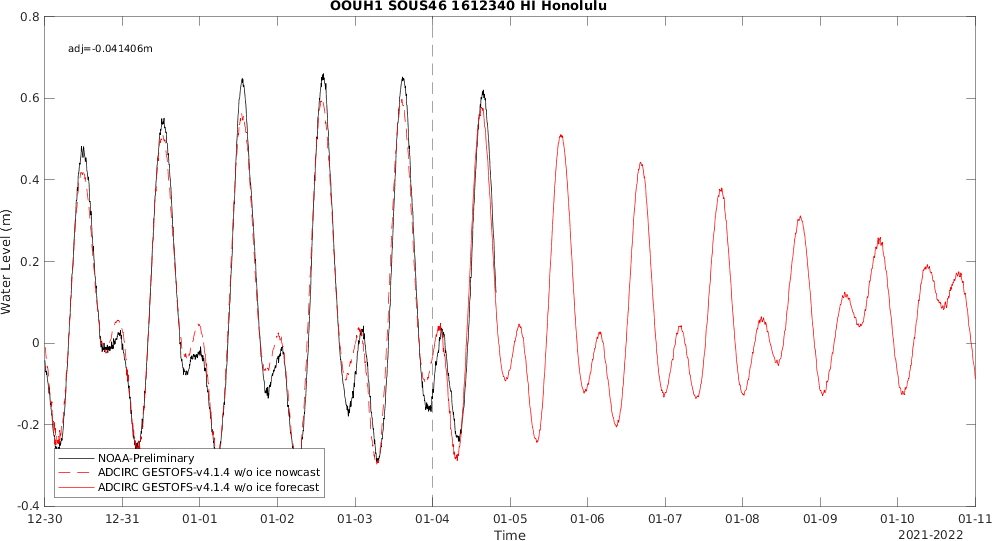 OOUH1 SOUS46 1612340 HI Honolulu
adj=-0.041406m
0.8
0.6
0.4
0.2
0
-0.2
-0.4
Water Level (m)
NOAA-Preliminary
ADCIRC GESTOFS-v4.1.4 w/o ice nowcast
ADCIRC GESTOFS-v4.1.4 w/o ice forecast
12-30 12-31 01-01 01-02 01-03 01-04 01-05 01-06 01-07 01-08 01-09 01-10 01-11
Time
2021-2022